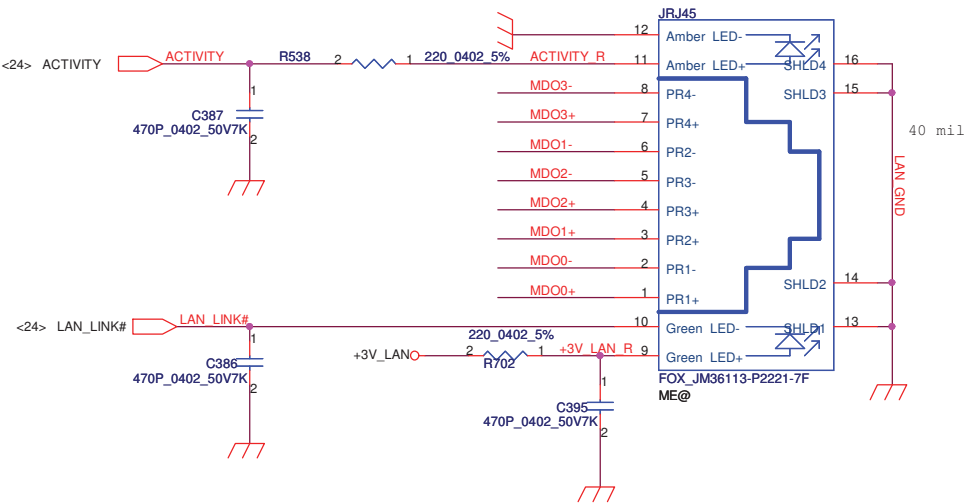 JRJ45
12 Amber LED-
<24> ACTIVITY ACTIVITY R538 2 1 220_0402_5% ACTIVITY_R 11 Amber LED+ SHLD4 16
MDO3- 8 PR4- SHLD3 15
1
C387
MDO3+ 7 PR4+
470P_0402_50V7K
40 mil
2
MDO1- 6 PR2-
MDO2- 5 PR3-
LAN_GND
MDO2+ 4 PR3+
MDO1+ 3 PR2+
MDO0- 2 PR1-
SHLD2 14
MDO0+ 1 PR1+
<24> LAN_LINK# LAN_LINK# 10 Green LED- SHLD1 13
220_0402_5%
1
+3V_LAN 2 1 +3V_LAN_R 9 Green LED+
C386
R702
470P_0402_50V7K
FOX_JM36113-P2221-7F
2
1
ME@
C395
470P_0402_50V7K
2